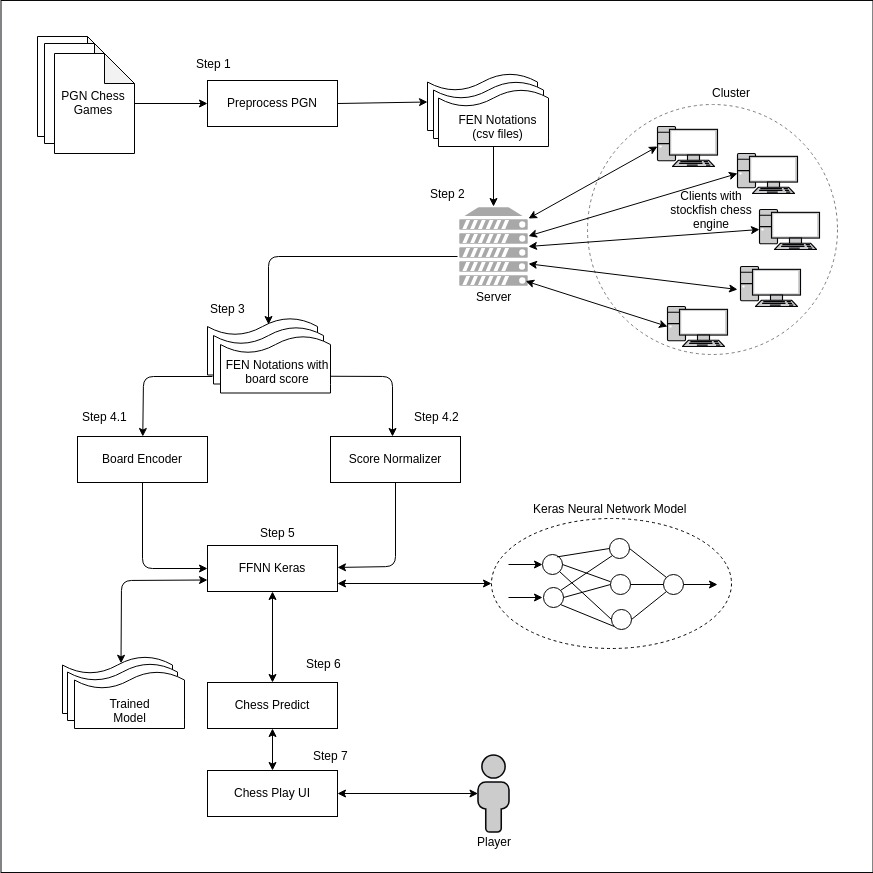 Step 1
PGN Chess
Games
Preprocess PGN
FEN Notations
(csv files)
Cluster
Step 2
Clients with
stockfish chess
engine
Server
Step 3
FEN Notations with
board score
Step 4.1
Step 4.2
Board Encoder
Score Normalizer
Keras Neural Network Model
Step 5
FFNN Keras
Step 6
Trained
Model
Chess Predict
Step 7
Chess Play UI
Player